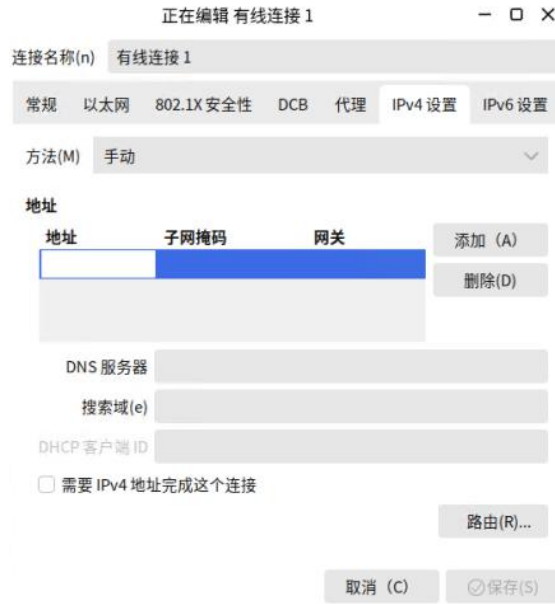 正在编辑 有线连接 1
连接名称(n) 有线连接 1
常规 以太网 802.1X 安全性 DCB 代理 IPv4 设置 IPv6 设置
方法(M) 手动
地址
地址 子网掩码 网关
添加（A）
删除(D)
DNS 服务器
搜索域(e)
DHCP 客户端 ID
需要 IPv4 地址完成这个连接
路由(R)...
取消（C） 保存(S)